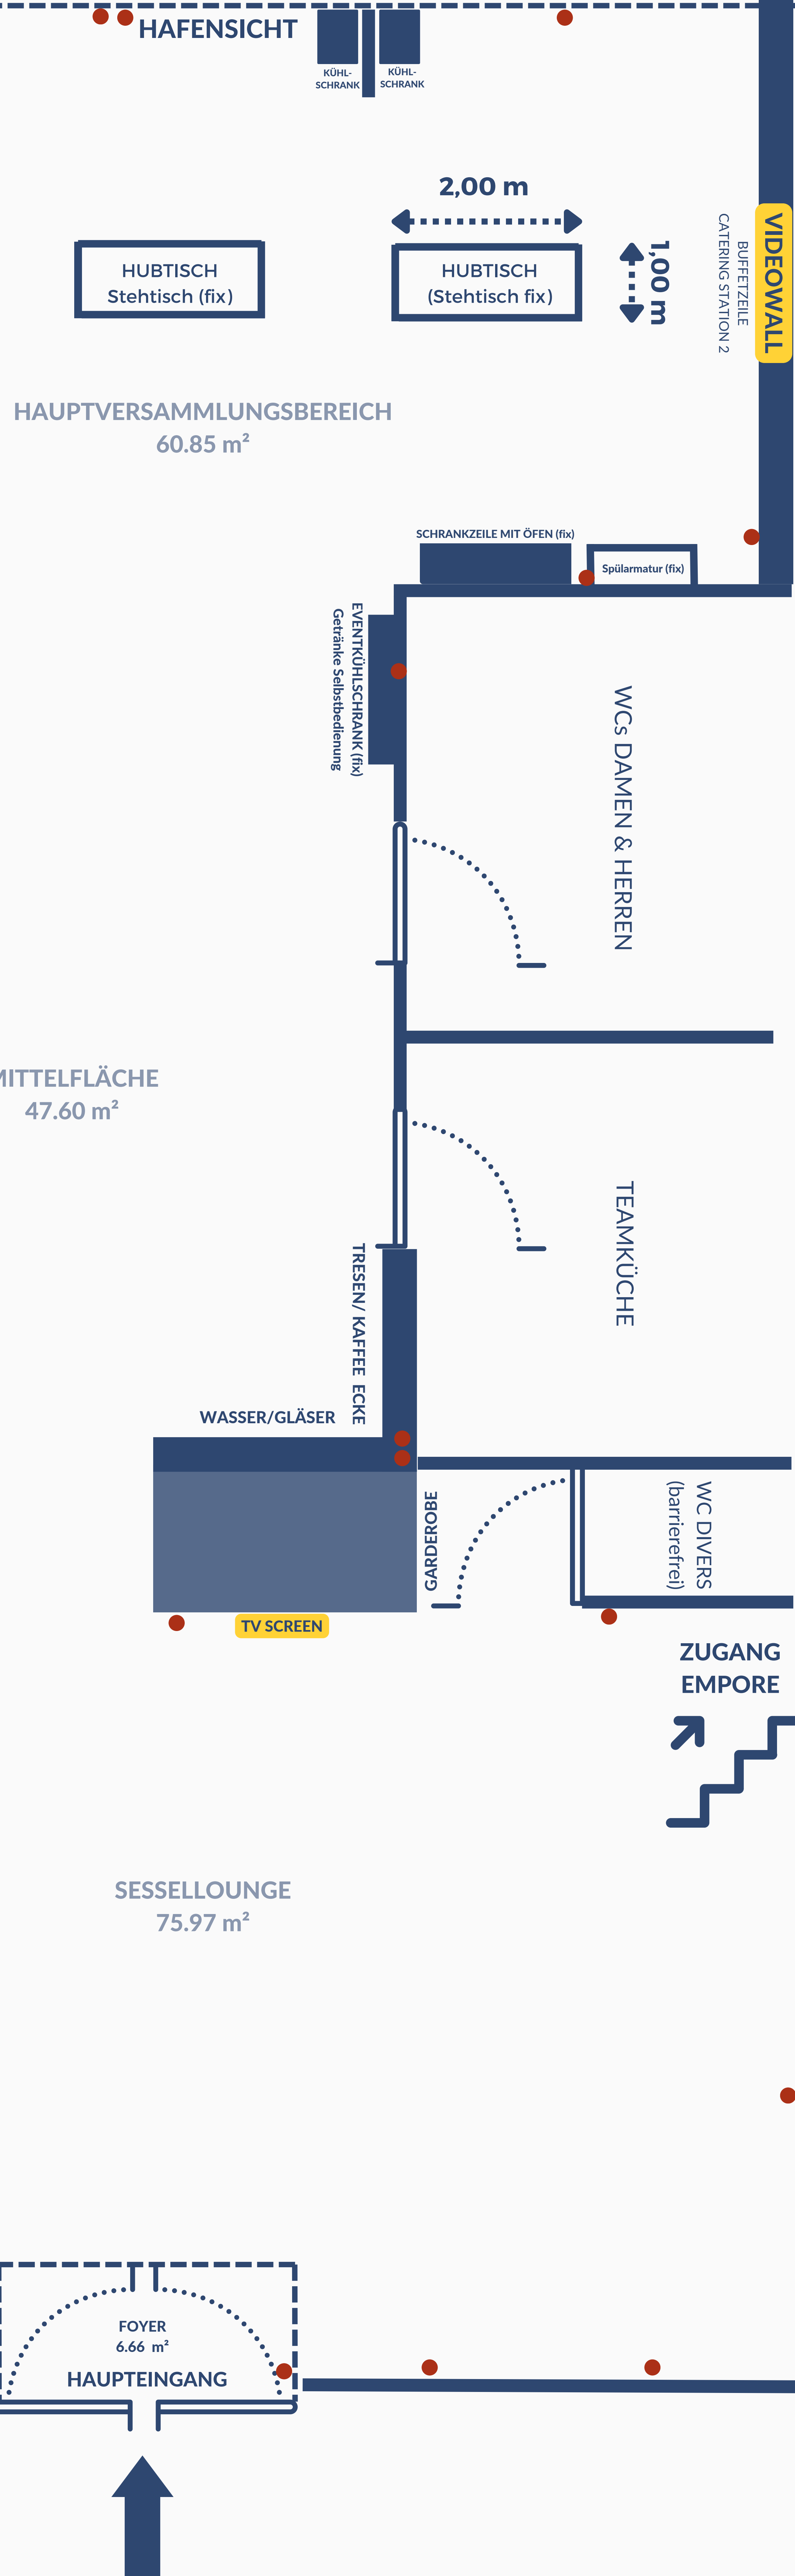 HAFENSICHT
KÜHL-
SCHRANK
KÜHL-
SCHRANK
2,00 m
1,00 m
HUBTISCH
Stehtisch (fix)
HUBTISCH
(Stehtisch fix)
VIDEOWALL
BUFFETZEILE
CATERING STATION 2
HAUPTVERSAMMLUNGSBEREICH
60.85 m²
SCHRANKZEILE MIT ÖFEN (fix)
Spülarmatur (fix)
EVENTKÜHLSCHRANK (fix)
Getränke Selbstbedienung
WCs DAMEN & HERREN
MITTELFLÄCHE
47.60 m²
TEAMKÜCHE
TRESEN/ KAFFEE ECKE
WASSER/GLÄSER
GARDEROBE
WC DIVERS
(barrierefrei)
TV SCREEN
ZUGANG
EMPORE
SESSELLOUNGE
75.97 m²
FOYER
6.66 m²
HAUPTEINGANG